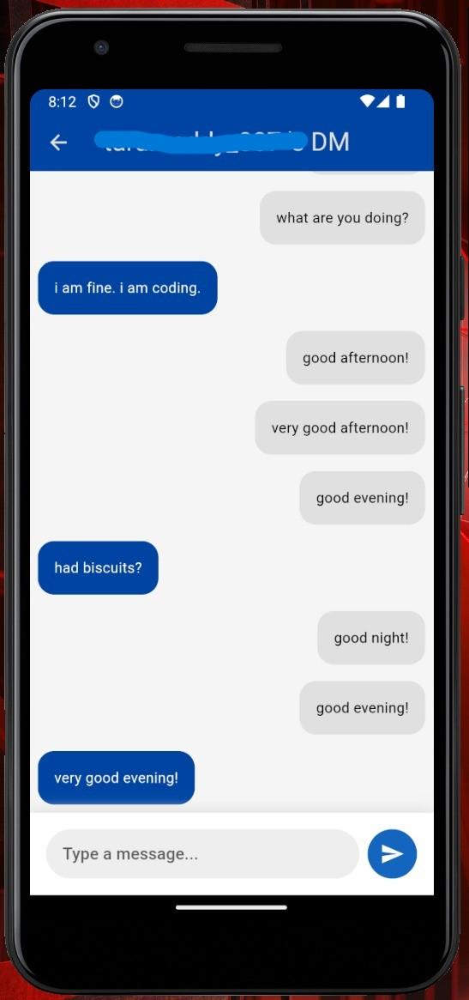 8:12
DM
what are you doing?
i am fine. i am coding.
good afternoon!
very good afternoon!
good evening!
had biscuits?
good night!
good evening!
very good evening!
Type a message...